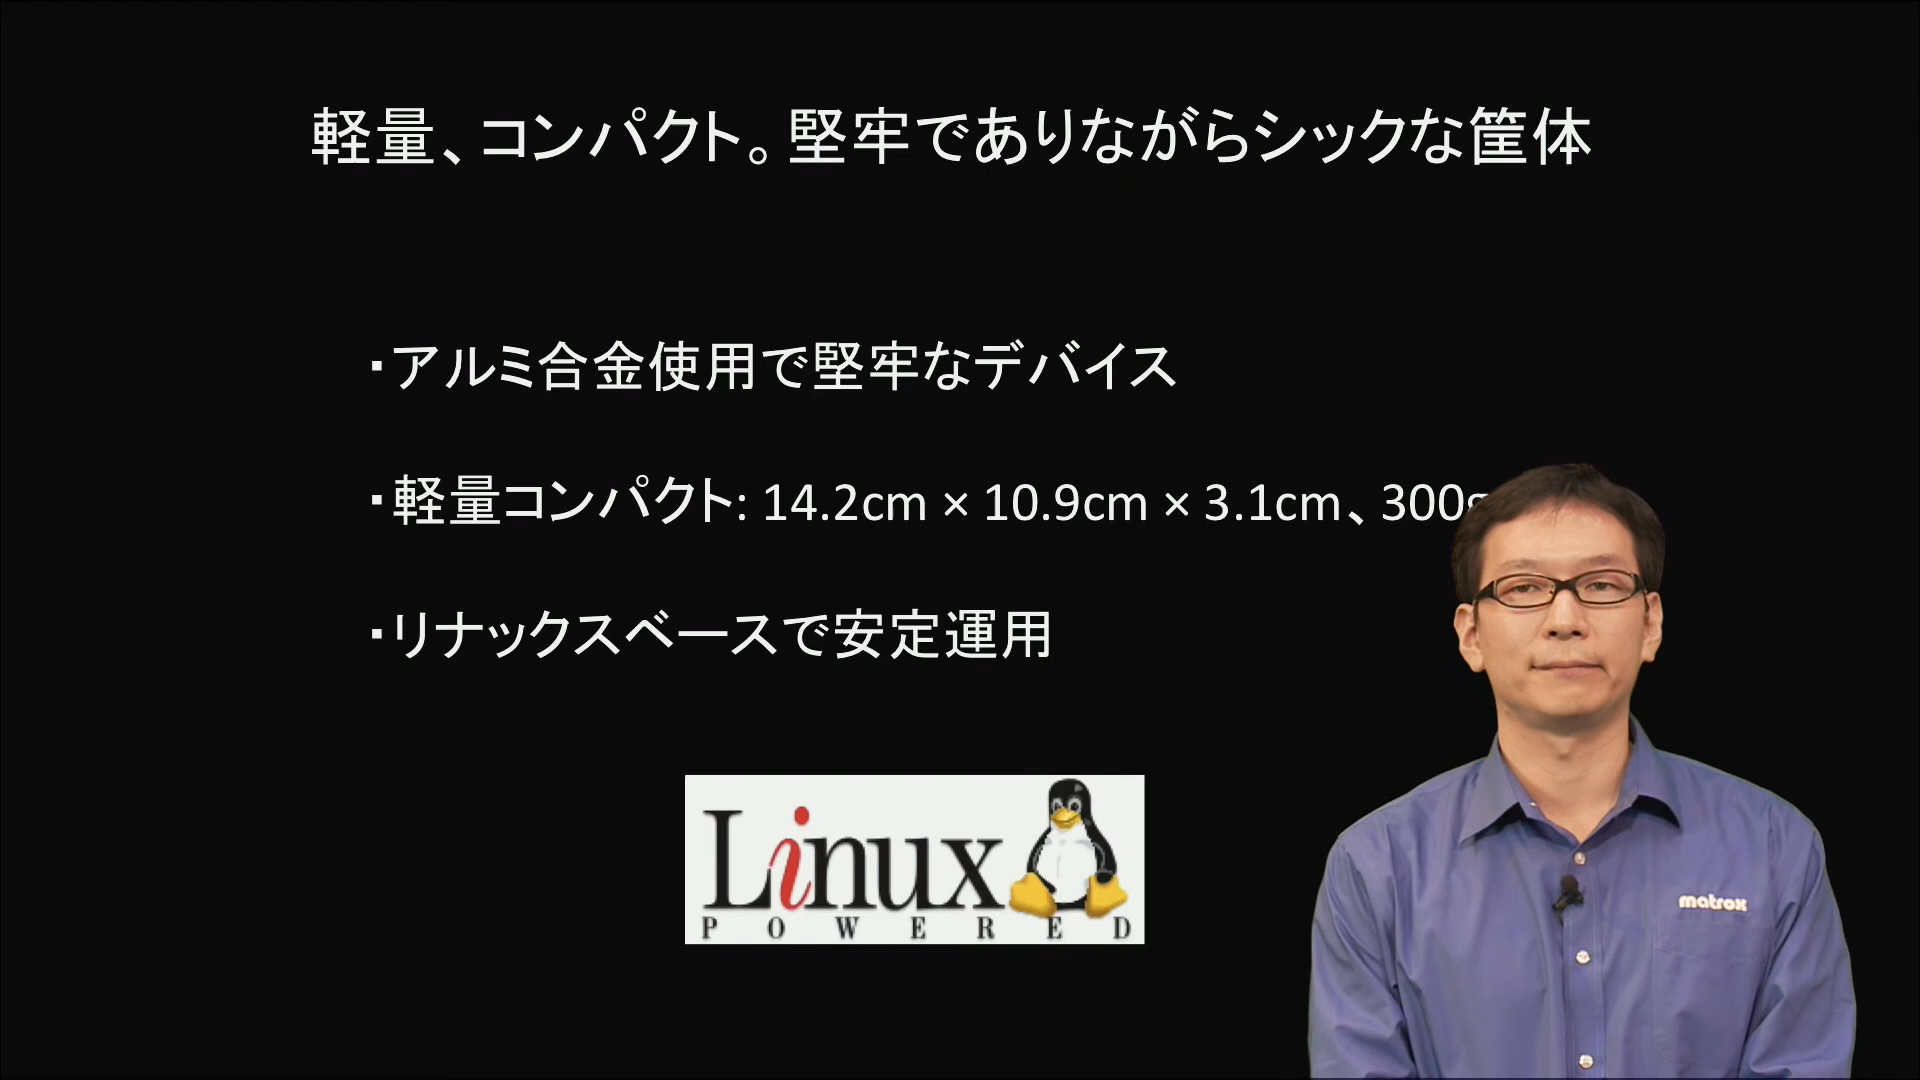 軽量、コンパクト。堅牢でありながらシックな筐体
・アルミ合金使用で堅牢なデバイス
・軽量コンパクト: 14.2cm × 10.9cm × 3.1cm、300g
・リナックスベースで安定運用
Linux
POWERED
matrox